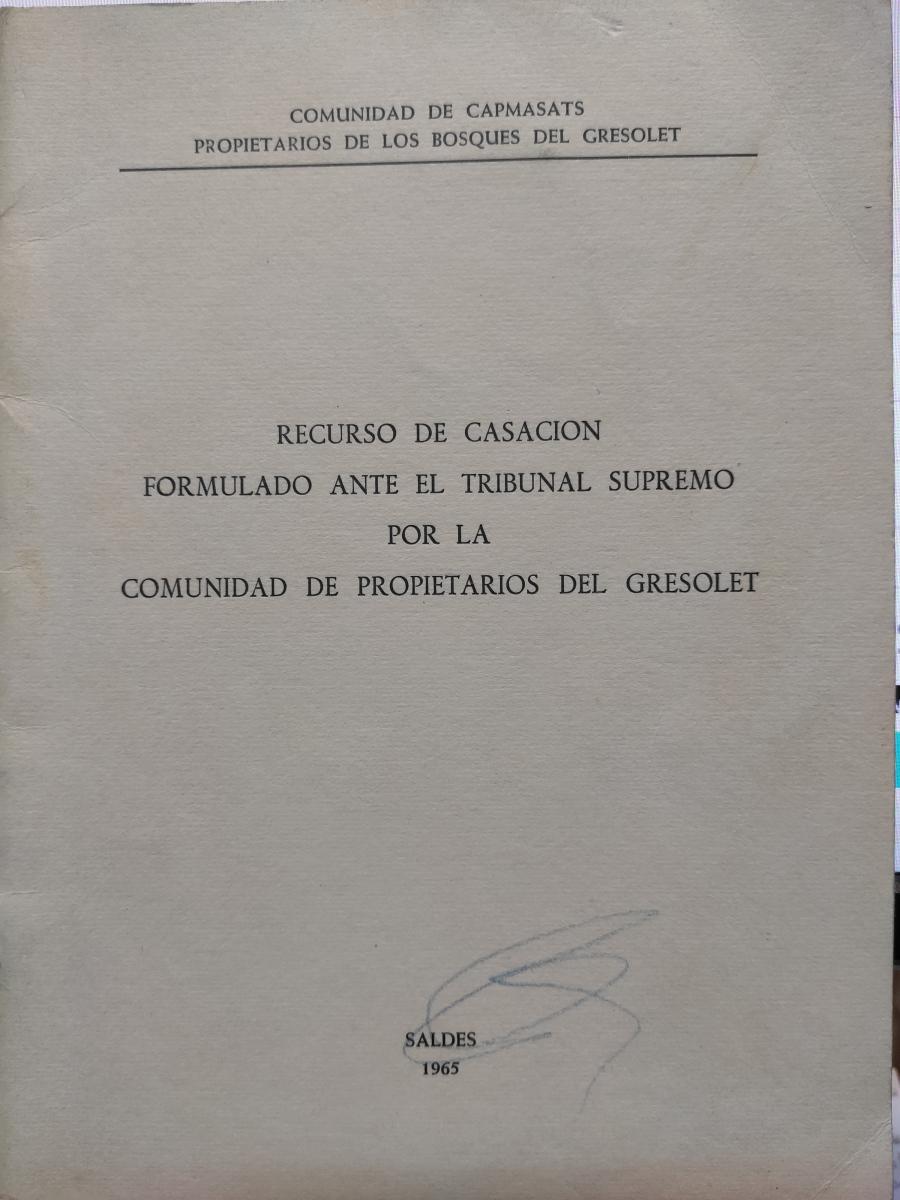 COMUNIDAD DE CAPMASATS
PROPIETARIOS DE LOS BOSQUES DEL GRESOLET
RECURSO DE CASACION
FORMULADO ANTE EL TRIBUNAL SUPREMO
POR LA
COMUNIDAD DE PROPIETARIOS DEL GRESOLET
SALDES
1965